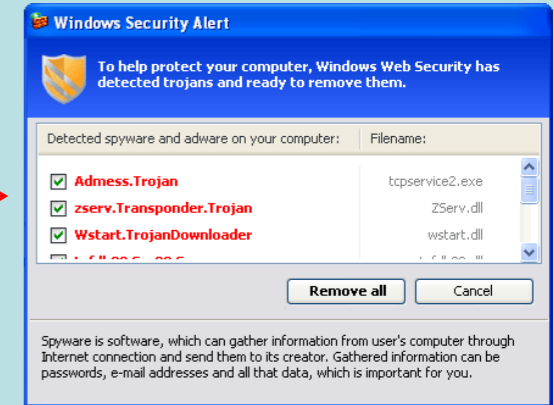 Windows Security Alert
To help protect your computer, Windows Web Security has
detected trojans and ready to remove
them.
Detected spyware and adware on your computer: Filename:
Admess.Trojan tcpservice2.exe
zserv.Transponder.Trojan ZServ.dll
Wstart.TrojanDownloader wstart.dll
Remove all Cancel
Spyware is software, which can gather information from user's computer through
Internet connection and send them to its creator. Gathered information can be
passwords, e-mail addresses and all that data, which is important for you.